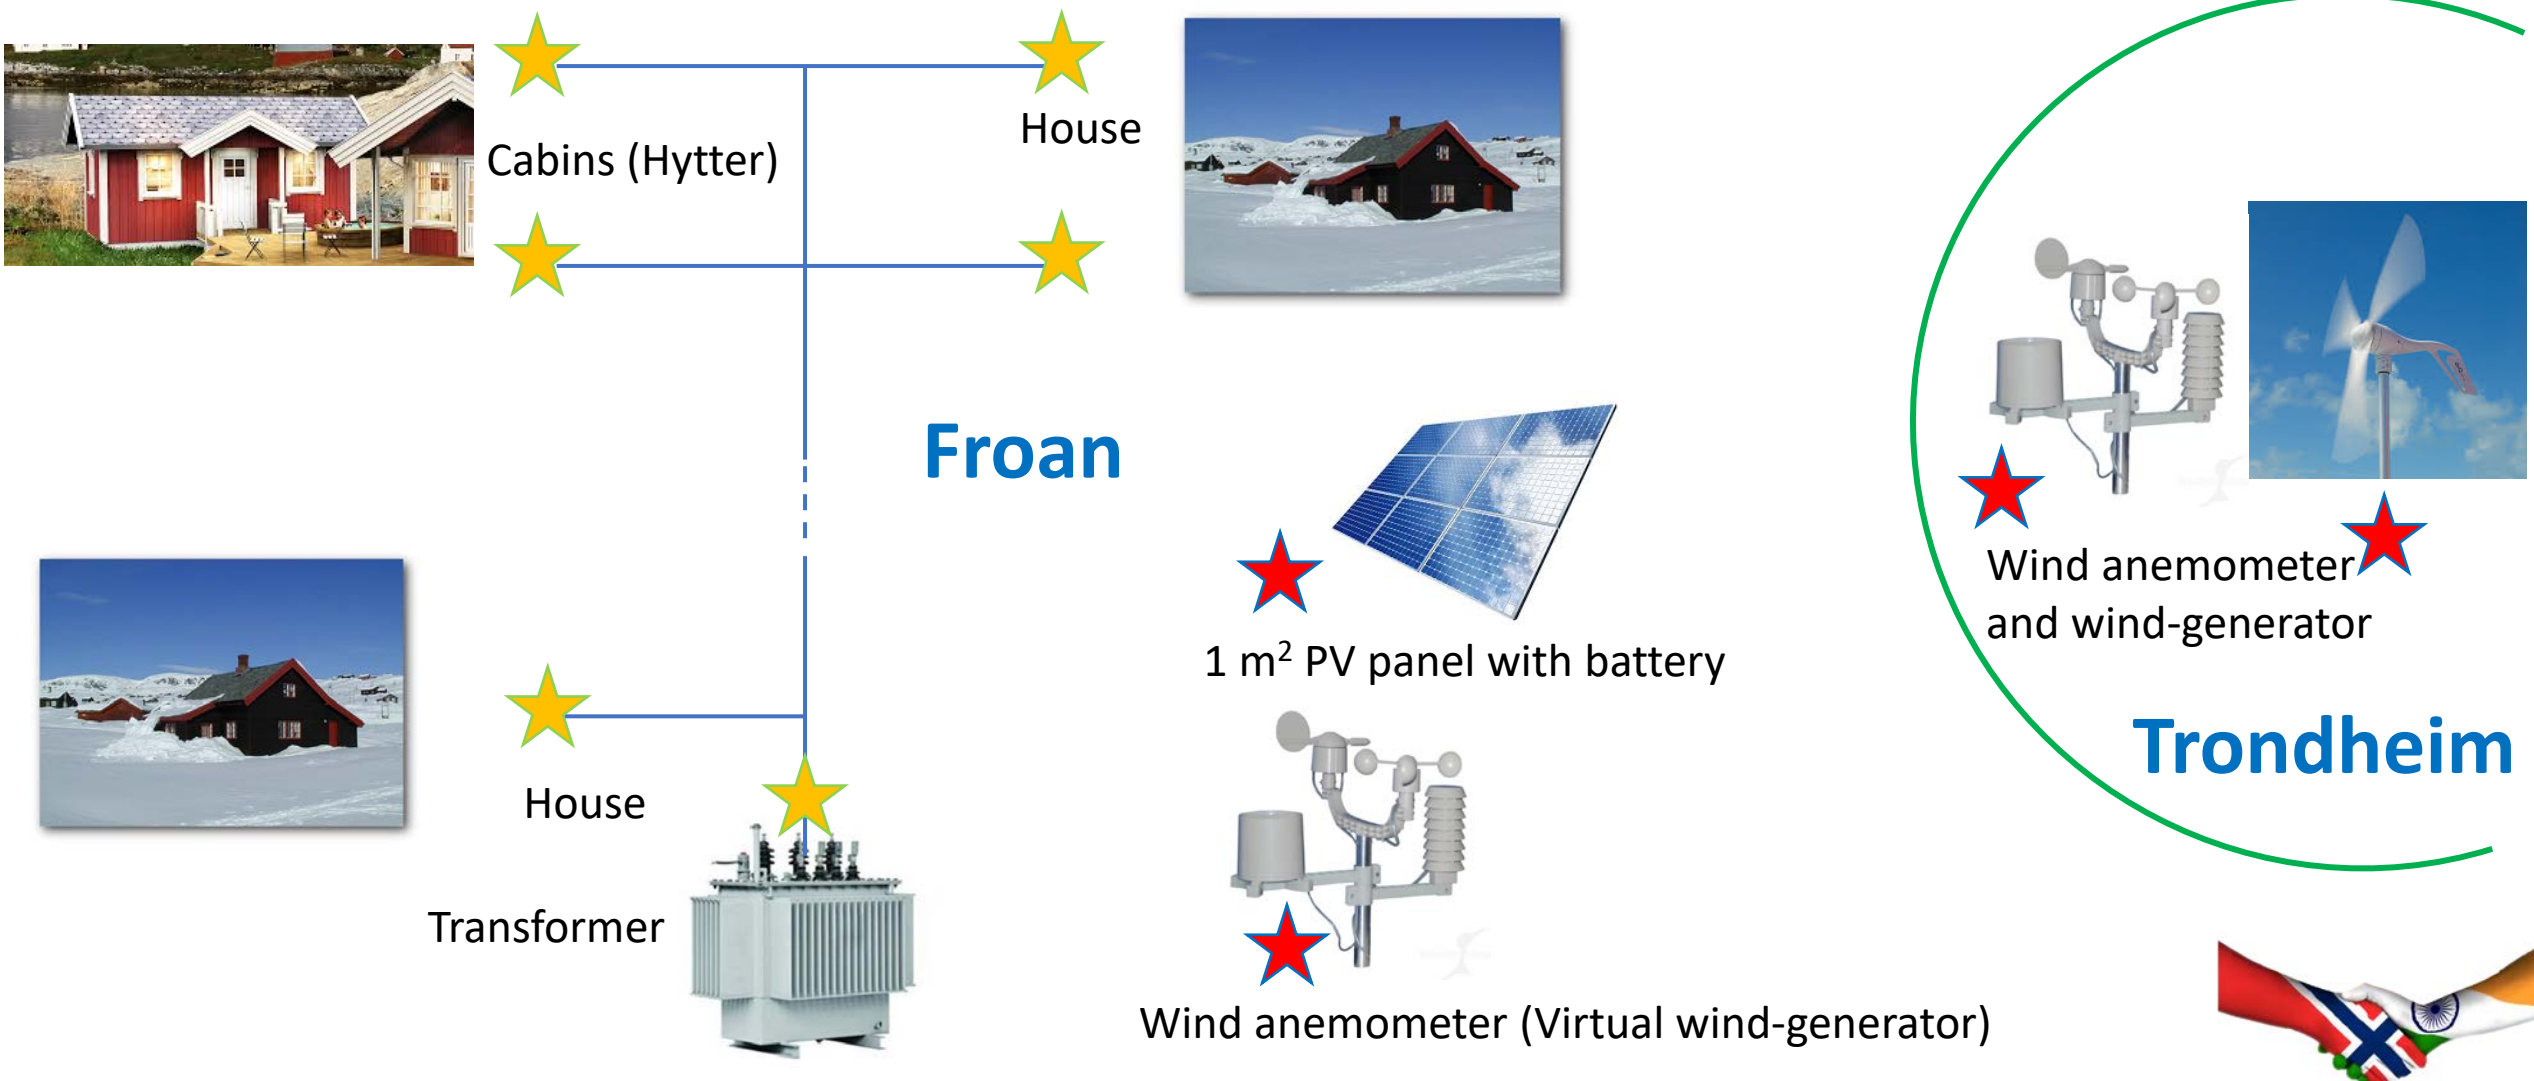 House
Cabins (Hytter)
Froan
Wind anemometer
and wind-generator
1 m² PV panel with battery
Trondheim
House
Transformer
Wind anemometer (Virtual wind-generator)